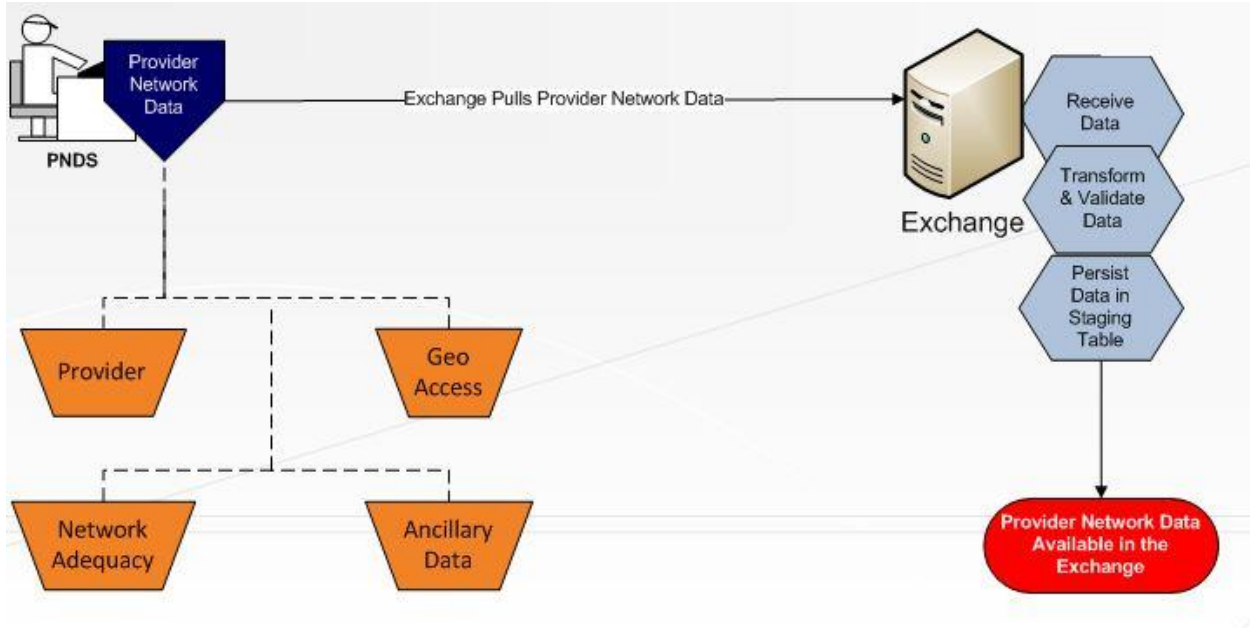 Provider
Network
Data
PNDS
Exchange Pulls Provider Network Data
Exchange
Receive
Data
Transform
& Validate
Data
Persist
Data in
Staging
Table
Provider
Geo
Access
Network
Adequacy
Ancillary
Data
Provider Network Data
Available in the
Exchange